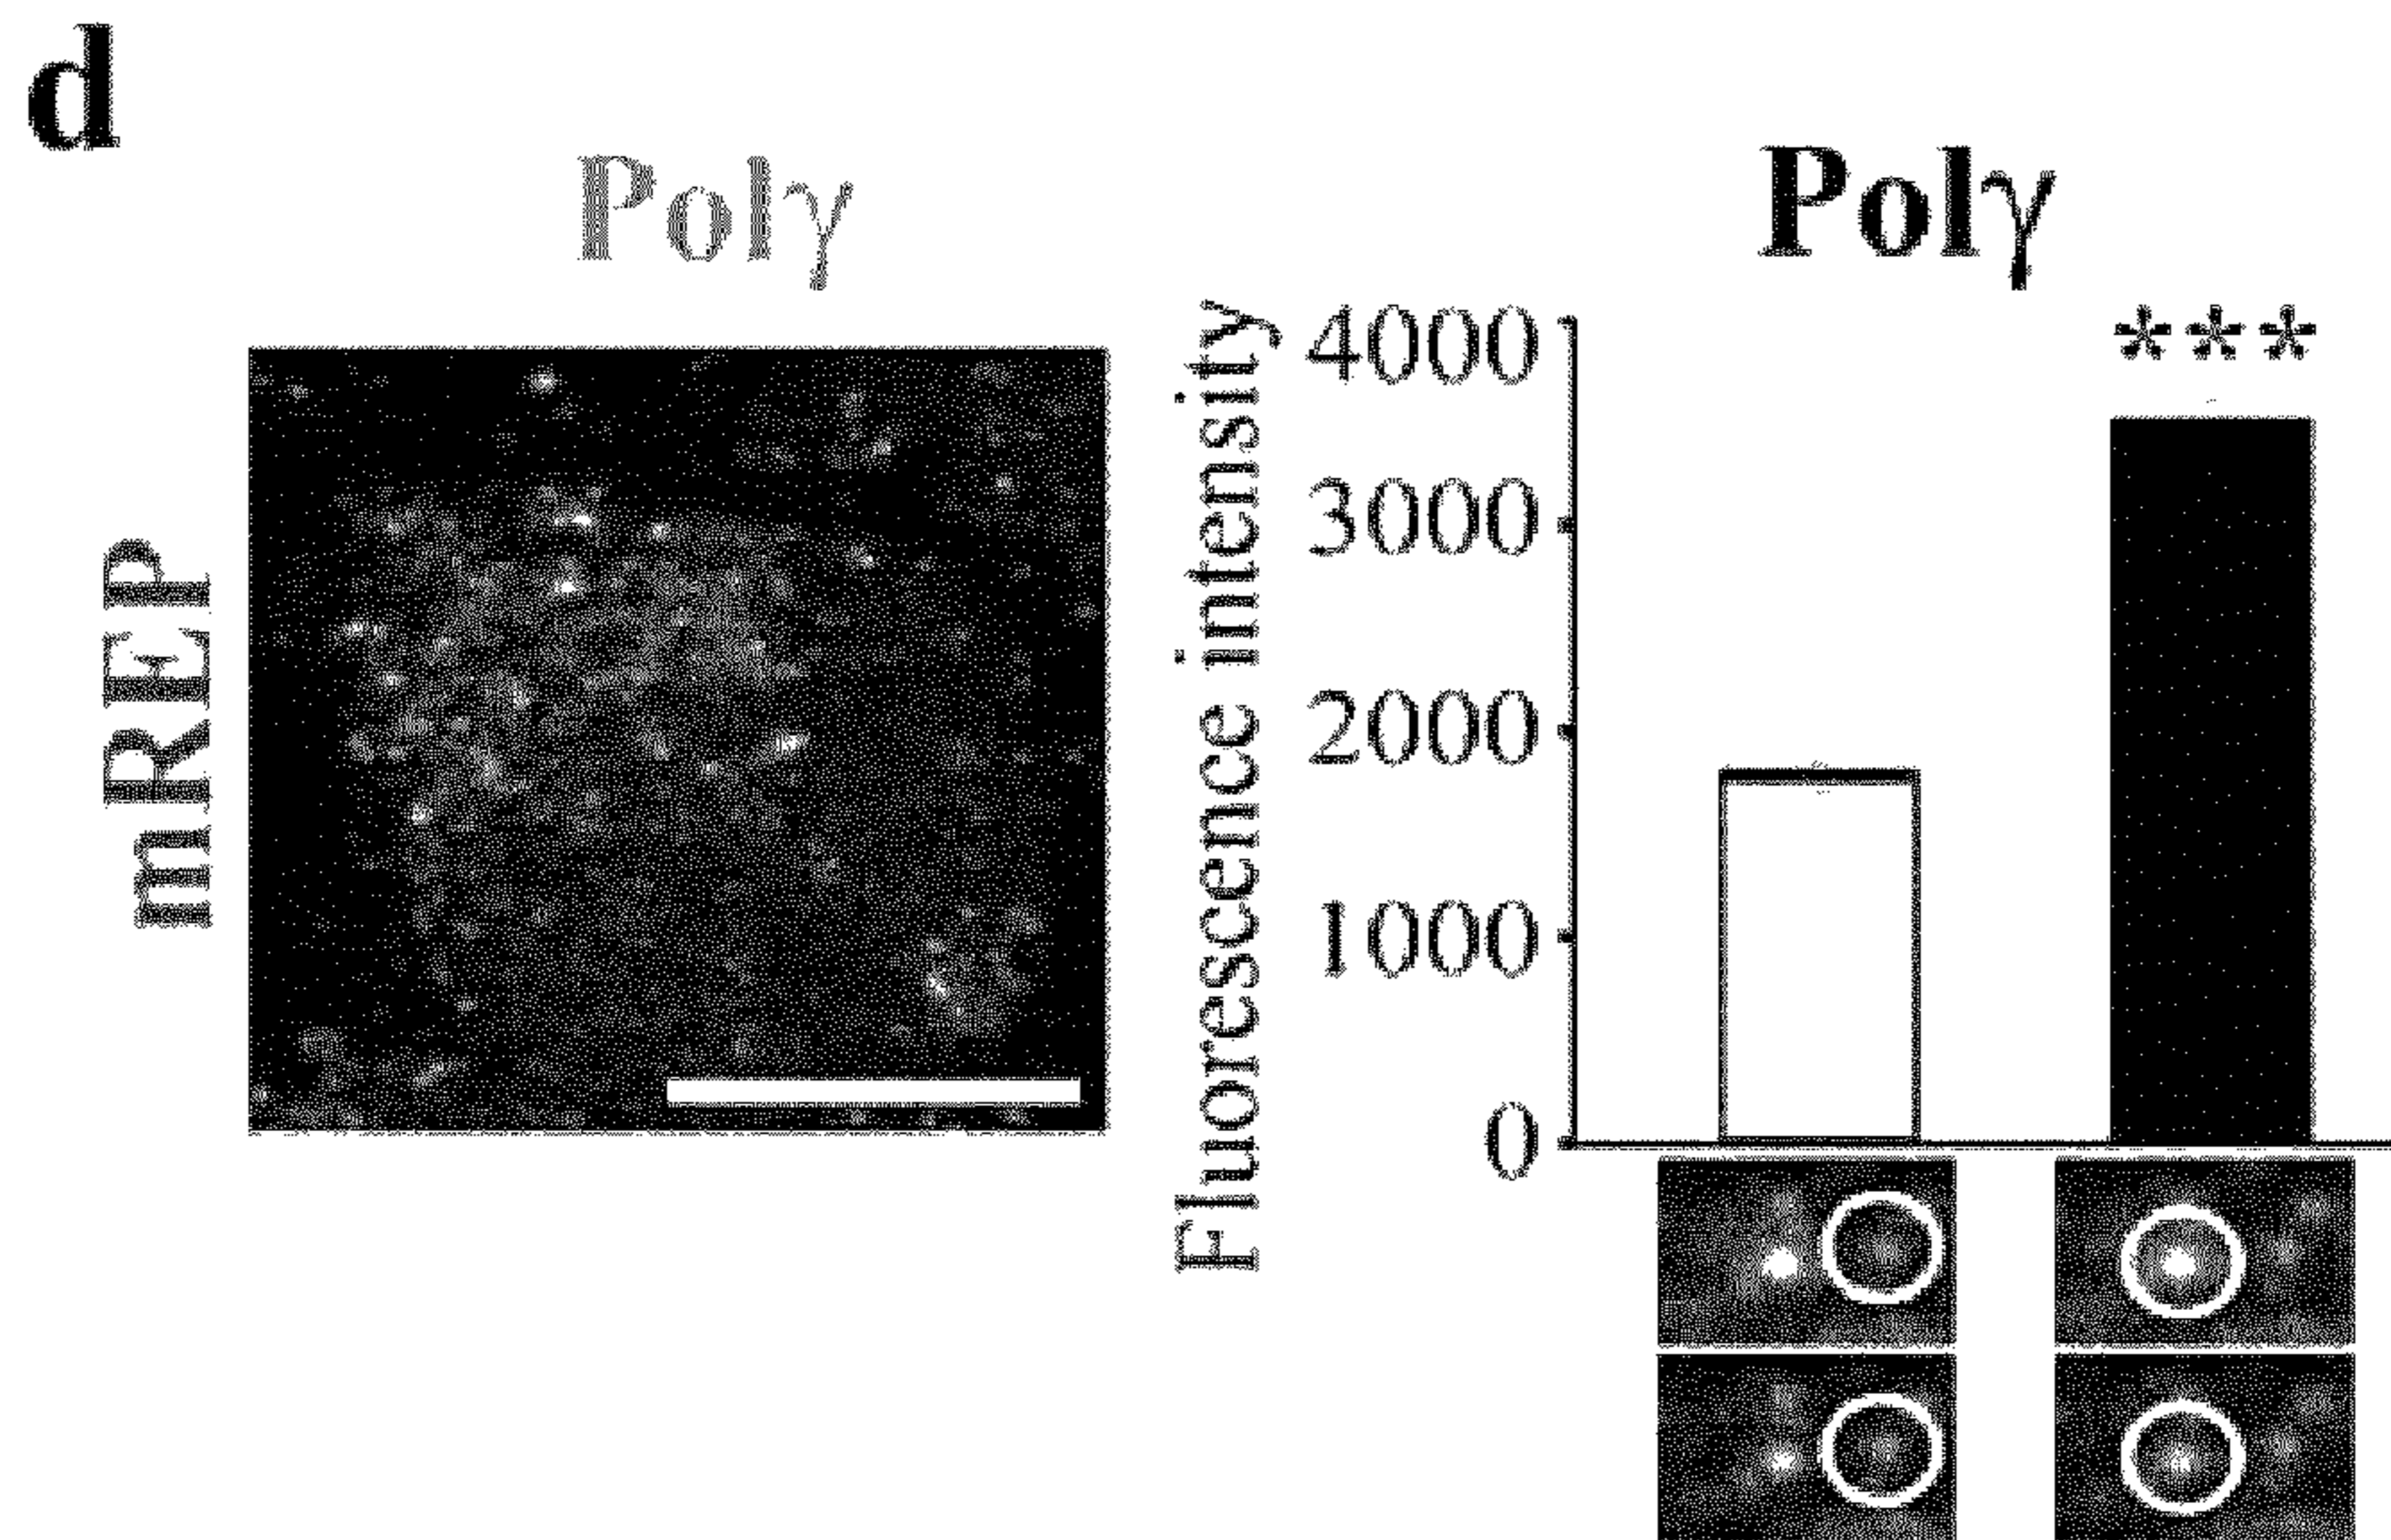 d
Polγ
mREP
Polγ
Fluorescence intensity
4000
3000
2000
1000
0
***